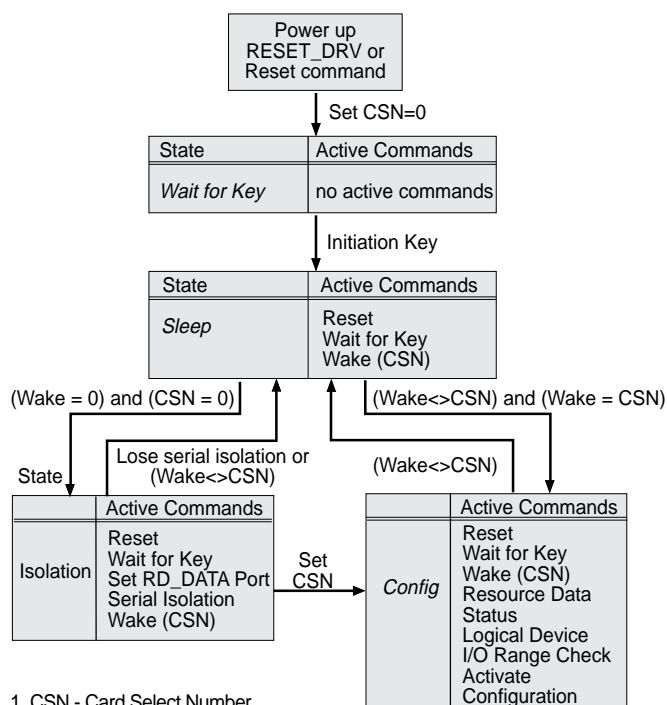 Power up
RESET_DRV or
Reset command
Set CSN=0
State Active Commands
Wait for Key no active commands
Initiation Key
State Active Commands
Sleep
Reset
Wait for Key
Wake (CSN)
(Wake = 0) and (CSN = 0)
(Wake<>CSN) and (Wake = CSN)
Lose serial isolation or
(Wake<>CSN)
(Wake<>CSN)
State
Active Commands
Isolation
Reset
Wait for Key
Set RD_DATA Port
Serial Isolation
Wake (CSN)
Set
CSN
Active Commands
Config
Reset
Wait for Key
Wake (CSN)
Resource Data
Status
Logical Device
I/O Range Check
Activate
Configuration
1. CSN - Card Select Number